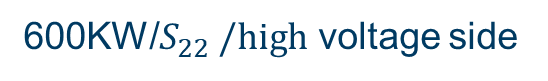 600KW/S₂₂ /high voltage side